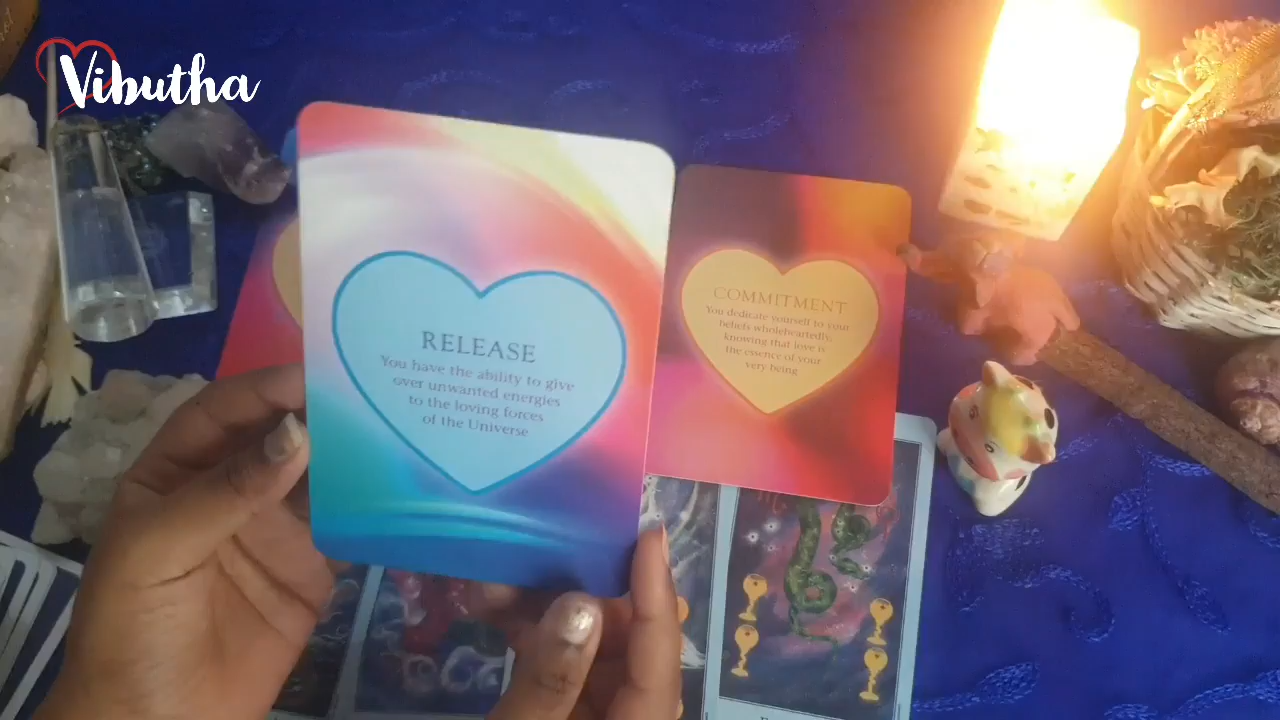 Vibutha
RELEASE
You have the ability to give
over unwanted energies
to the loving forces
of the Universe
COMMITMENT
You dedicate yourself to your
beliefs wholeheartedly,
knowing that love is
the essence of your
very being